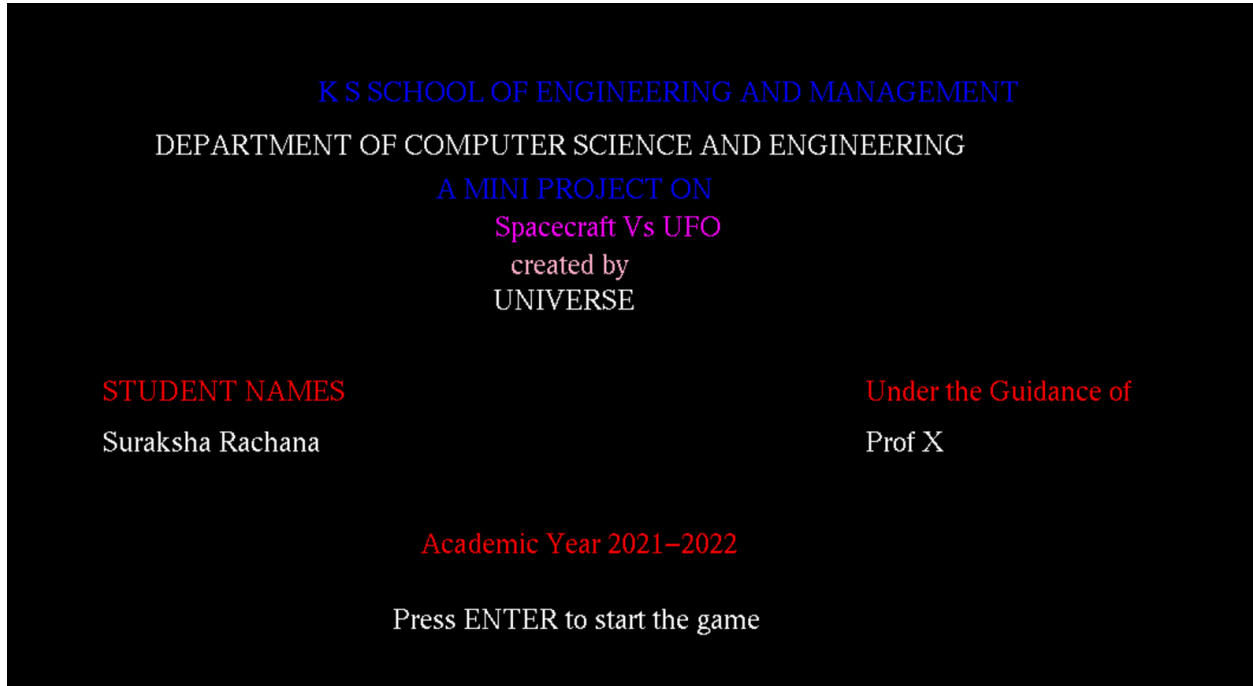 K S SCHOOL OF ENGINEERING AND MANAGEMENT
DEPARTMENT OF COMPUTER SCIENCE AND ENGINEERING
A MINI PROJECT ON
Spacecraft Vs UFO
created by
UNIVERSE
STUDENT NAMES
Under the Guidance of
Suraksha Rachana
Prof X
Academic Year 2021–2022
Press ENTER to start the game